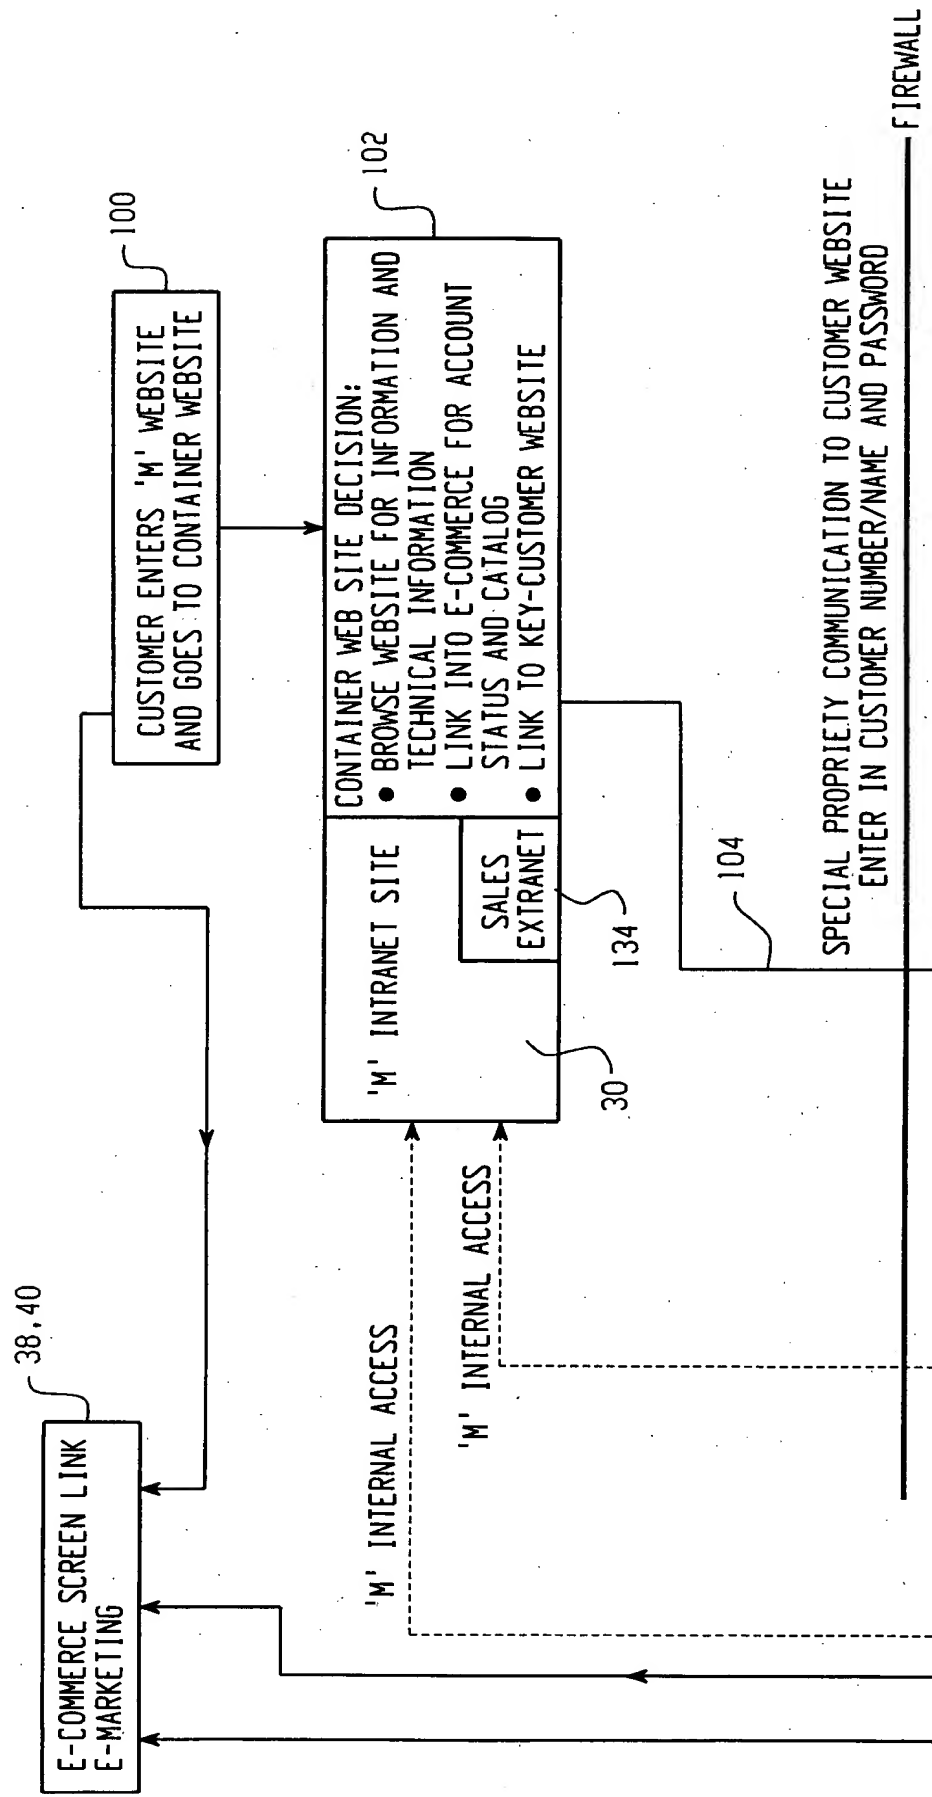 38,40
E-COMMERCE SCREEN LINK
E-MARKETING
CUSTOMER ENTERS 'M' WEBSITE
AND GOES TO CONTAINER WEBSITE
100
'M' INTERNAL ACCESS
'M' INTERNAL ACCESS
'M' INTRANET SITE
SALES
EXTRANET
30
134
CONTAINER WEB SITE DECISION:
● BROWSE WEBSITE FOR INFORMATION AND
TECHNICAL INFORMATION
● LINK INTO E-COMMERCE FOR ACCOUNT
STATUS AND CATALOG
● LINK TO KEY-CUSTOMER WEBSITE
102
104
SPECIAL PROPRIETY COMMUNICATION TO CUSTOMER WEBSITE
ENTER IN CUSTOMER NUMBER/NAME AND PASSWORD
FIREWALL